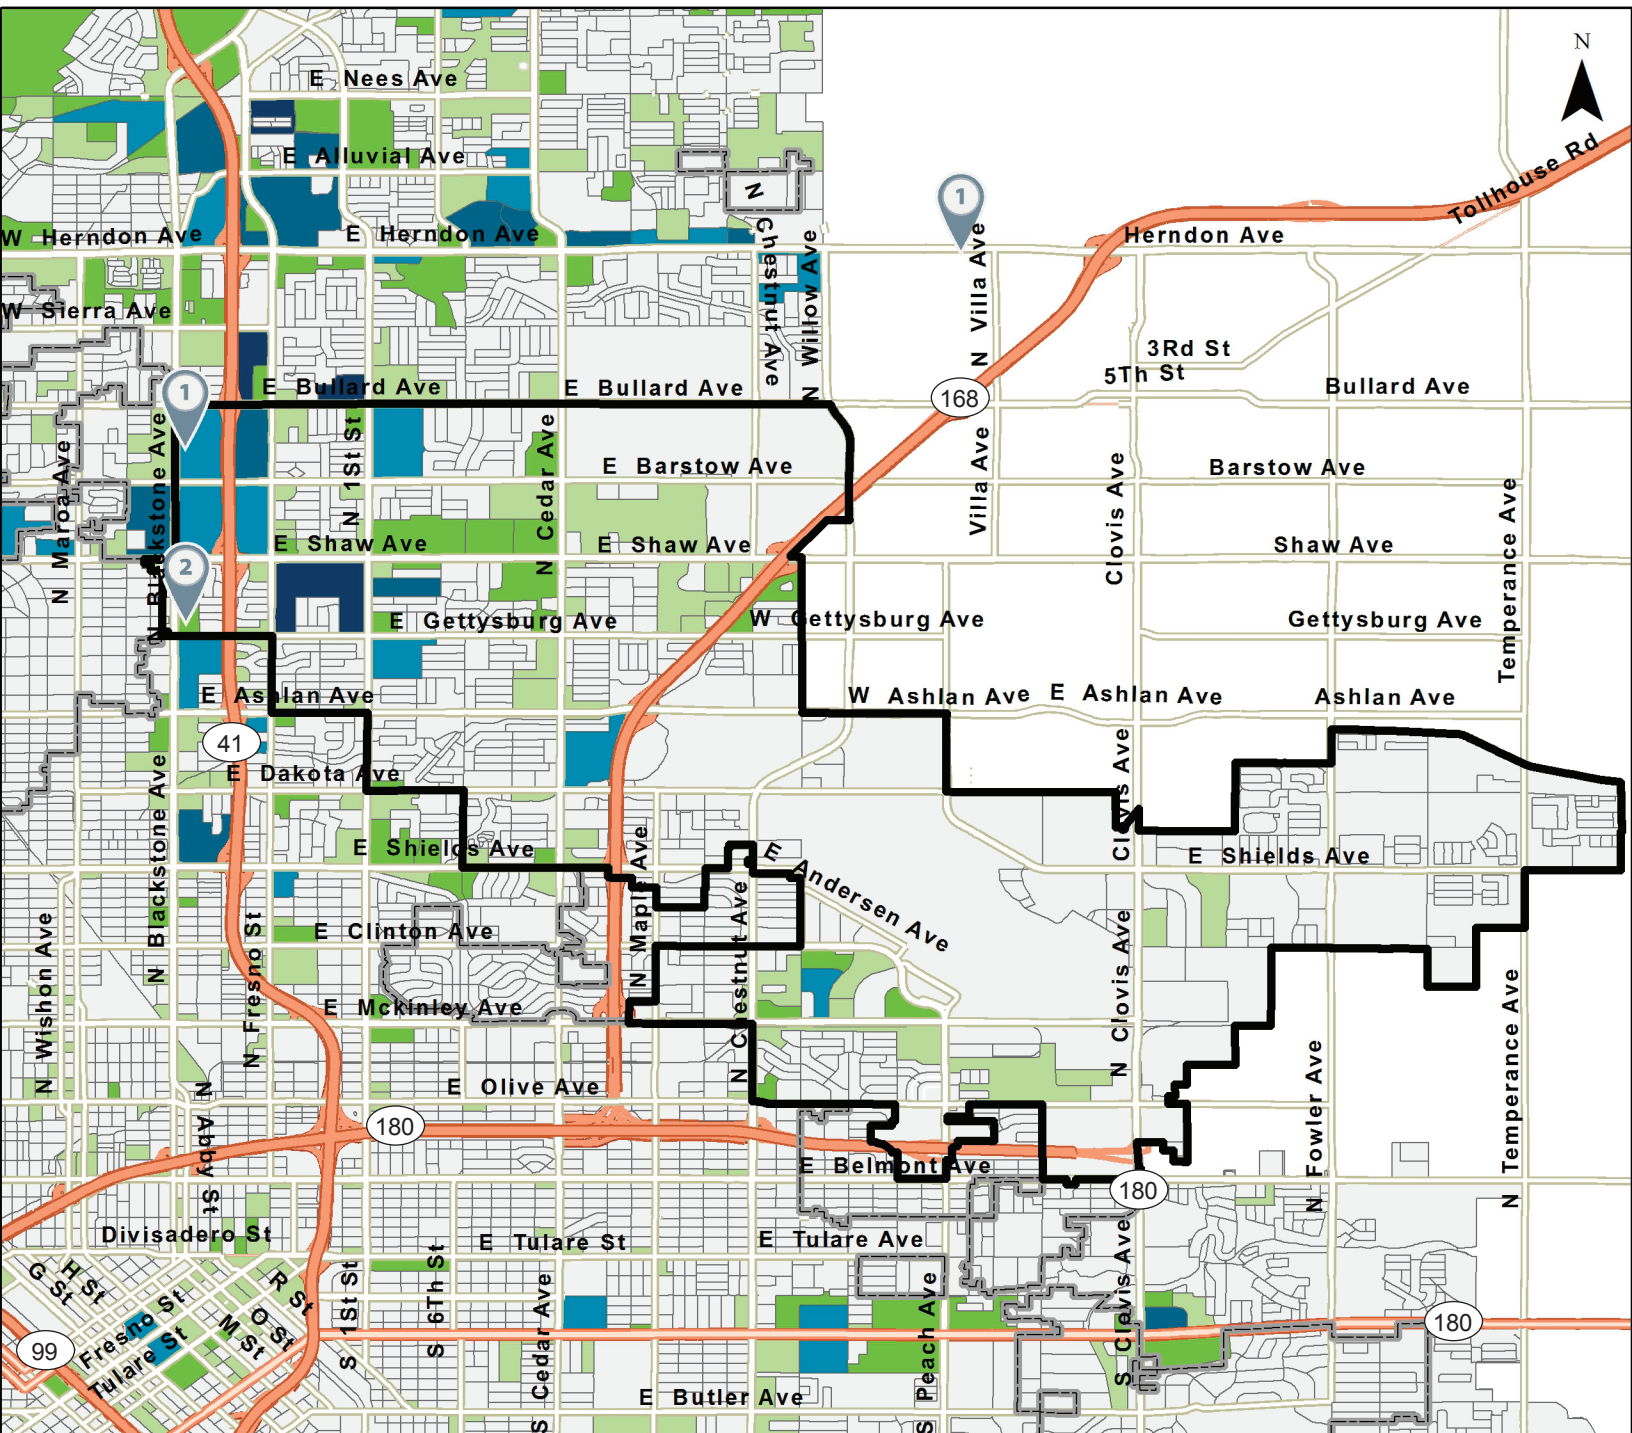 N
E Nees Ave
Tollhouse Rd
E Alluvial Ave
N Chestnut Ave
1
W Herndon Ave
E Herndon Ave
N Willow Ave
N Villa Ave
Herndon Ave
W Sierra Ave
3Rd St
5Th St
1
E Bullard Ave
E Bullard Ave
168
Bullard Ave
N Maroa Ave
N Blackstone Ave
N 1St St
N Cedar Ave
E Barstow Ave
Villa Ave
Clovis Ave
Barstow Ave
Temperance Ave
E Shaw Ave
E Shaw Ave
Shaw Ave
2
E Gettysburg Ave
W Gettysburg Ave
Gettysburg Ave
E Ashlan Ave
W Ashlan Ave
E Ashlan Ave
Ashlan Ave
41
E Dakota Ave
N Blackstone Ave
Clovis Ave
E Shields Ave
N Maple Ave
E Andersen Ave
E Shields Ave
N Wishon Ave
N Fresno St
E Clinton Ave
N Chestnut Ave
N Clovis Ave
N Temperance Ave
E Mckinley Ave
N Abby St
E Olive Ave
N Fowler Ave
180
E Belmont Ave
180
Divisadero St
E Tulare St
E Tulare Ave
G St
H St
R St
S 1St St
S 6Th St
S Cedar Ave
S Peach Ave
S Clovis Ave
Fresno St
O St
M St
180
99
Tulare St
E Butler Ave